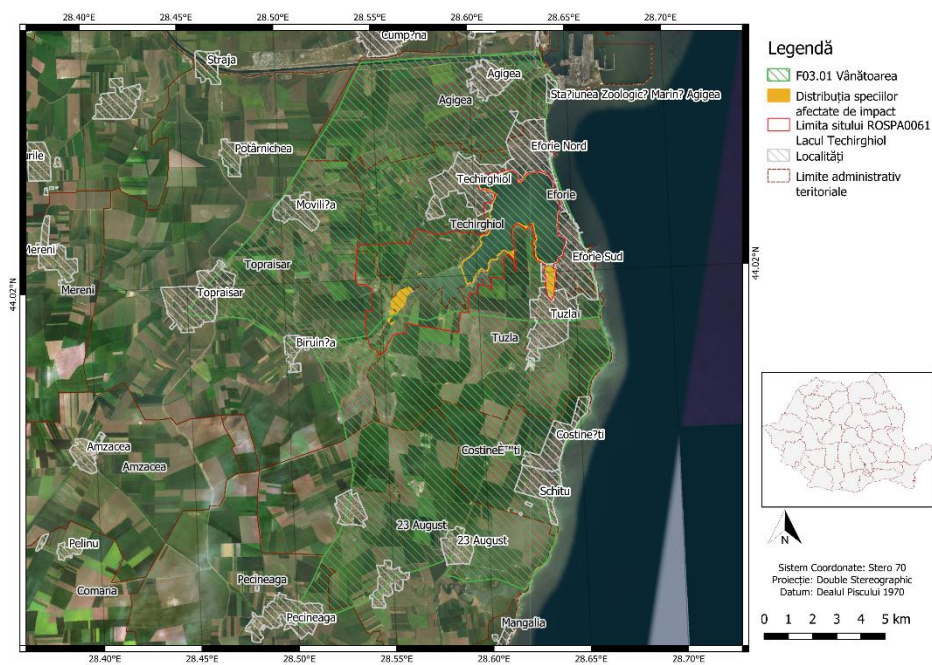 28.40°E 28.45°E 28.50°E 28.55°E 28.60°E 28.65°E 28.70°E
Cump?na
Straja
Agigea
Agigea
Sta?iunea Zoologic? Marin? Agigea
Potârnichea
Eforie Nord
Techirghiol
Eforie
Movili?a
Techirghiol
Mereni
Eforie Sud
Topraisar
Mereni
Topraisar
44.02°N
44.02°N
Tuzla
Biruin?a
Tuzla
Costine?ti
Amzacea
CostineÈ™ti
Amzacea
Schitu
23 August
23 August
Pelinu
Pecineaga
Comana
Pecineaga
Mangalia
28.40°E 28.45°E 28.50°E 28.55°E 28.60°E 28.65°E 28.70°E
Legendă
F03.01 Vânătoarea
Distribuția speciilor
afectate de impact
Limita sitului ROSPA0061
Lacul Techirghiol
Localități
Limite administrativ
teritoriale
N
Sistem Coordonate: Stero 70
Proiecție: Double Stereographic
Datum: Dealul Piscului 1970
0 1 2 3 4 5 km